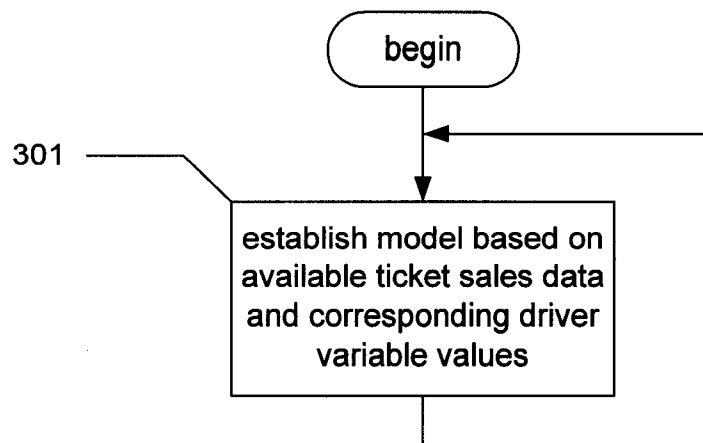 begin
301
establish model based on
available ticket sales data
and corresponding driver
variable values